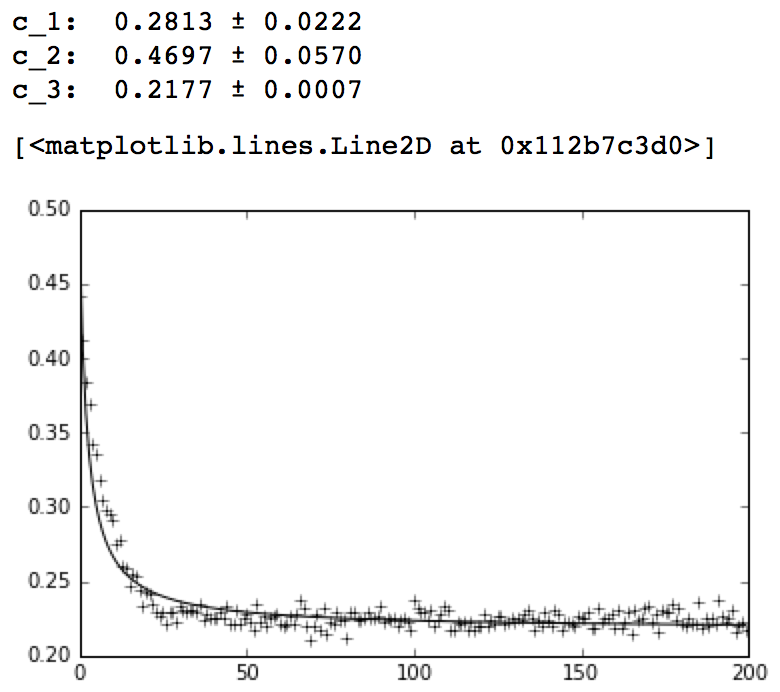 c_1:  0.2813 ± 0.0222
c_2:  0.4697 ± 0.0570
c_3:  0.2177 ± 0.0007
[<matplotlib.lines.Line2D at 0x112b7c3d0>]
0.50
0.45
0.40
0.35
0.30
0.25
0.20
0 50 100 150 200